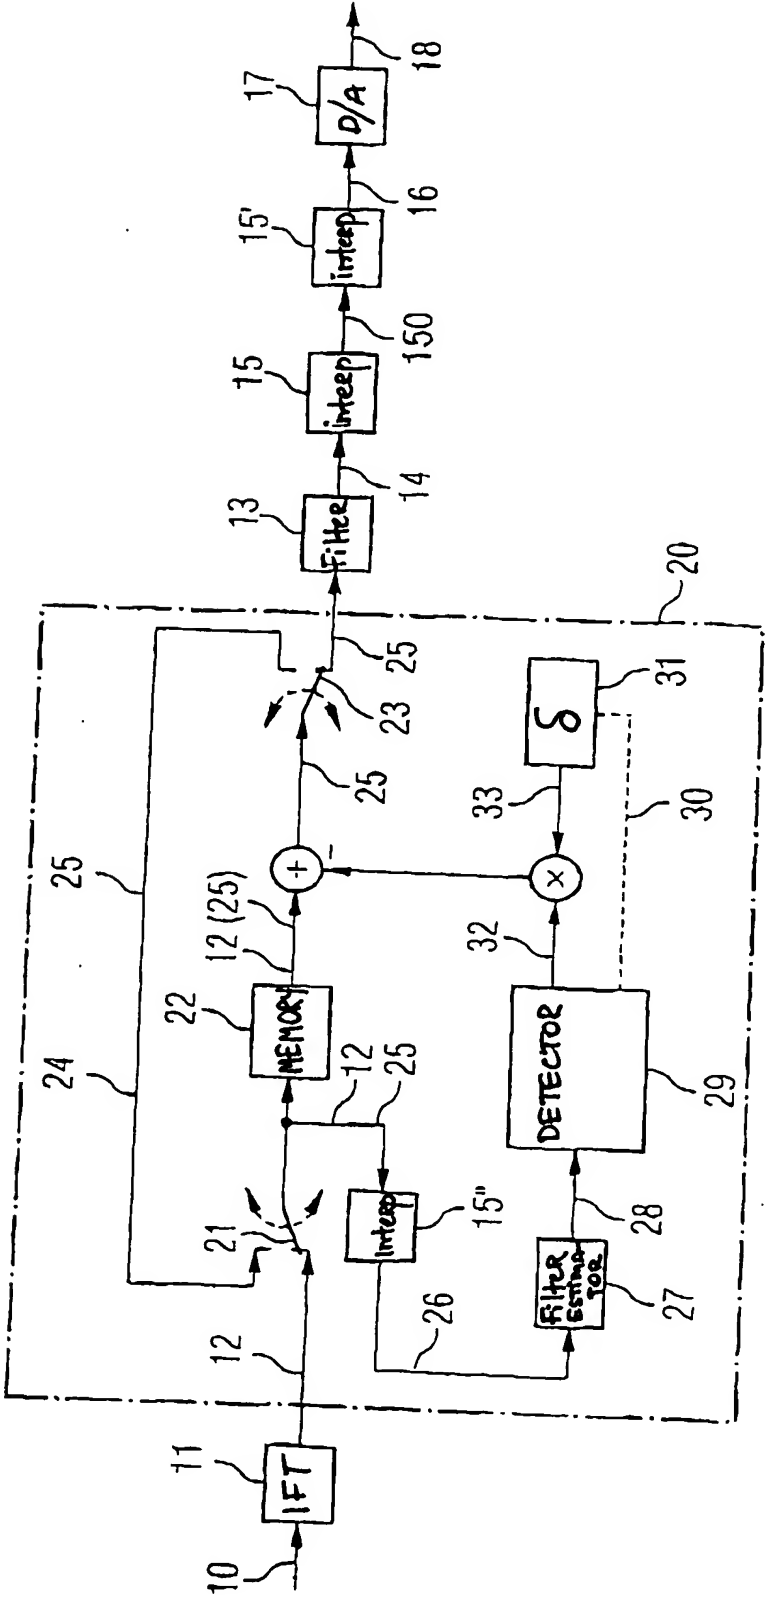 10
11
IFT
12
21
24
25
22
MEMORY
12 (25)
+
−
25
23
25
13
Filter
14
15
interp
150
15'
interp
16
17
D/A
18
20
12
25
Interp
15"
26
Filter
ESTIMA
TOR
27
28
DETECTOR
29
32
×
33
δ
31
30